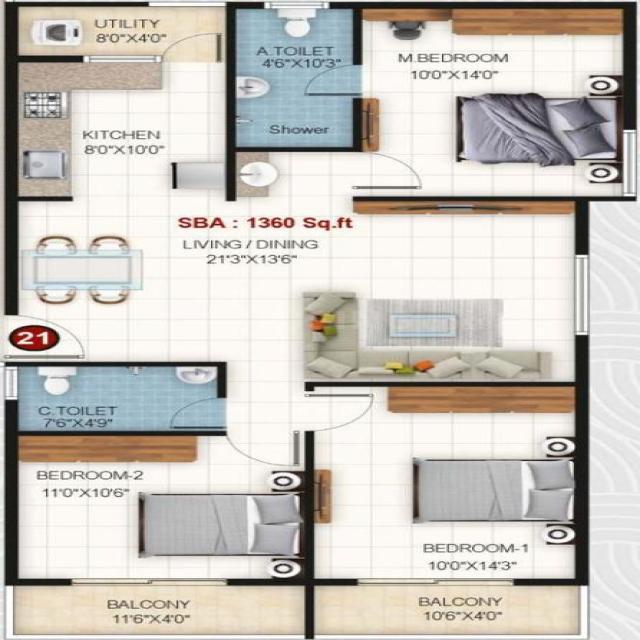 UTILITY
8'0"X4'0"
A.TOILET
4'6"X10'3"
M.BEDROOM
10'0"X14'0"
Shower
KITCHEN
8'0"X10'0"
SBA : 1360 Sq.ft
LIVING / DINING
21'3"X13'6"
21
C.TOILET
7'6"X4'9"
BEDROOM-2
11'0"X10'6"
BEDROOM-1
10'0"X14'3"
BALCONY
11'6"X4'0"
BALCONY
10'6"X4'0"